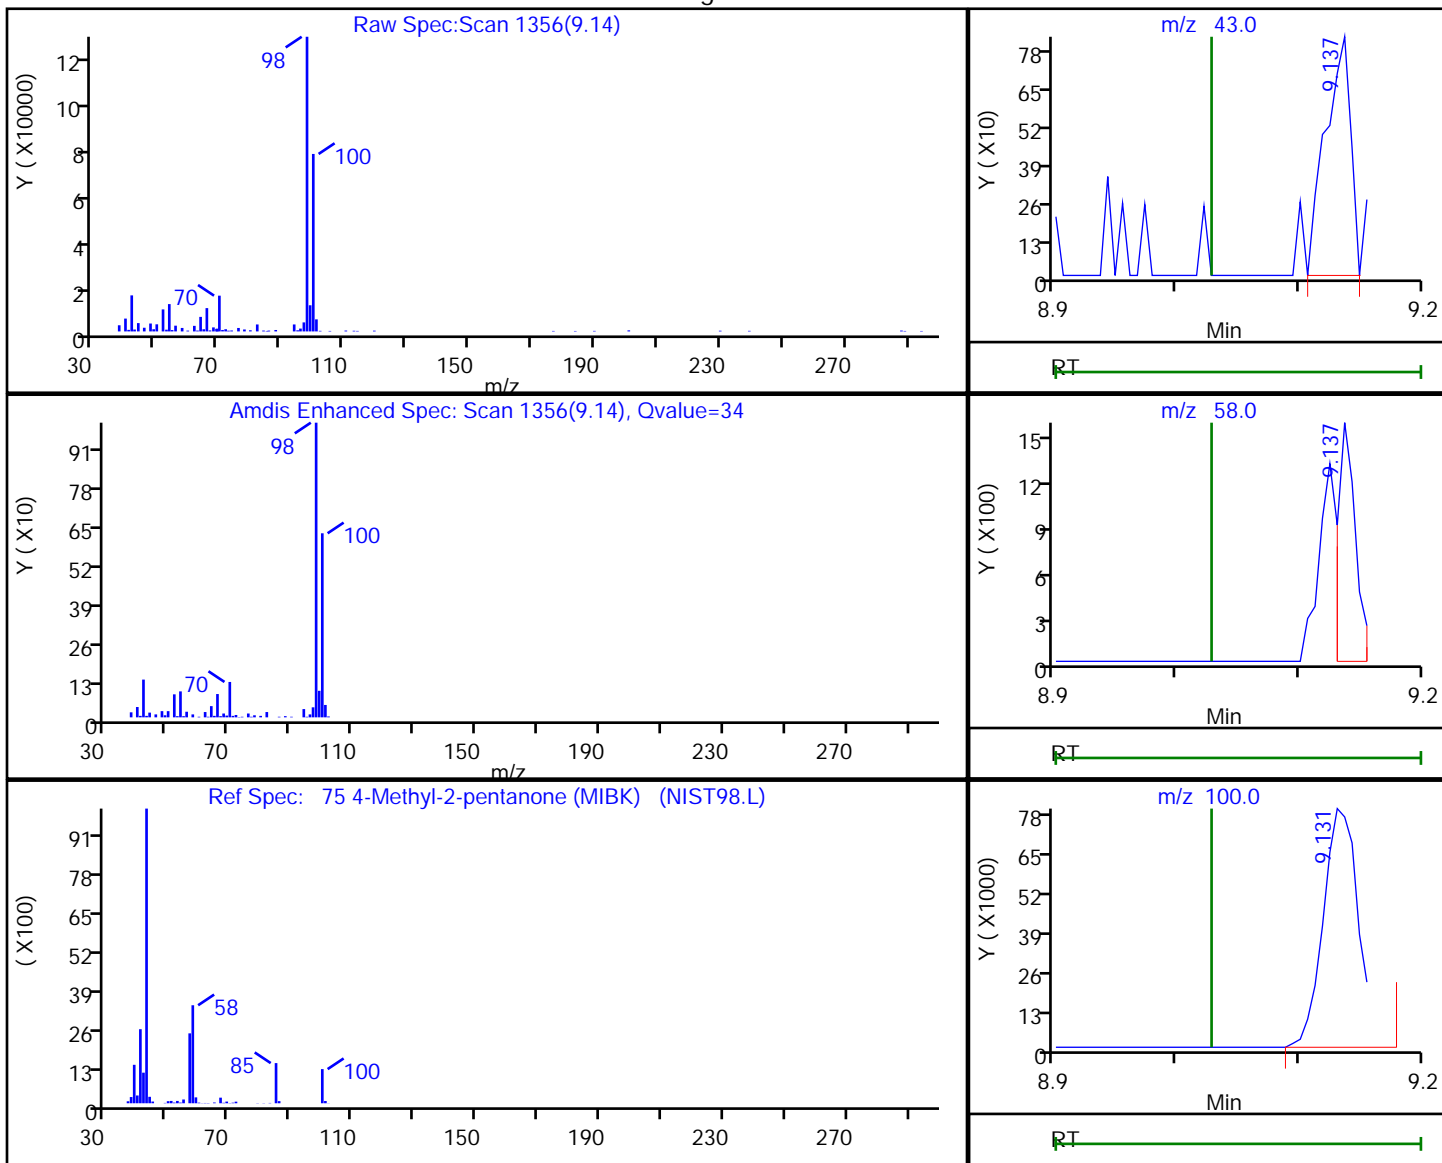 Raw Spec:Scan 1356(9.14)
98
100
70
Y ( X10000)
12
10
8
6
4
2
0
30 70 110 150 190 230 270
m/z
m/z 43.0
9.137
Y ( X10)
78
65
52
39
26
13
0
8.9 9.2
Min
RT
Amdis Enhanced Spec: Scan 1356(9.14), Qvalue=34
98
100
70
Y ( X10)
91
78
65
52
39
26
13
0
30 70 110 150 190 230 270
m/z
m/z 58.0
9.137
Y ( X100)
15
12
9
6
3
0
8.9 9.2
Min
RT
Ref Spec: 75 4-Methyl-2-pentanone (MIBK) (NIST98.L)
58
85
100
( X100)
91
78
65
52
39
26
13
0
30 70 110 150 190 230 270
m/z 100.0
9.131
Y ( X1000)
78
65
52
39
26
13
0
8.9 9.2
Min
RT